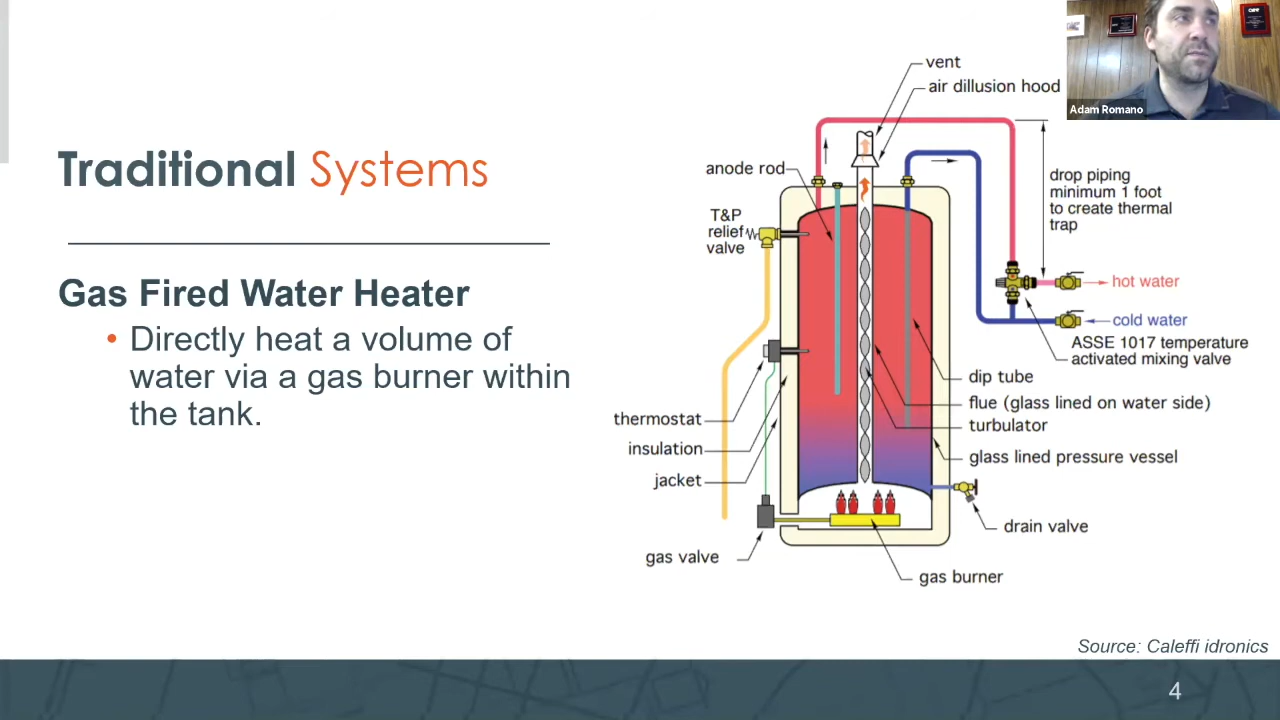 Traditional Systems
Gas Fired Water Heater
• Directly heat a volume of
water via a gas burner within
the tank.
vent
air dillusion hood
anode rod
T&P
relief
valve
drop piping
minimum 1 foot
to create thermal
trap
hot water
cold water
ASSE 1017 temperature
activated mixing valve
dip tube
flue (glass lined on water side)
turbulator
glass lined pressure vessel
thermostat
insulation
jacket
drain valve
gas valve
gas burner
Source: Caleffi idronics
4
Adam Romano